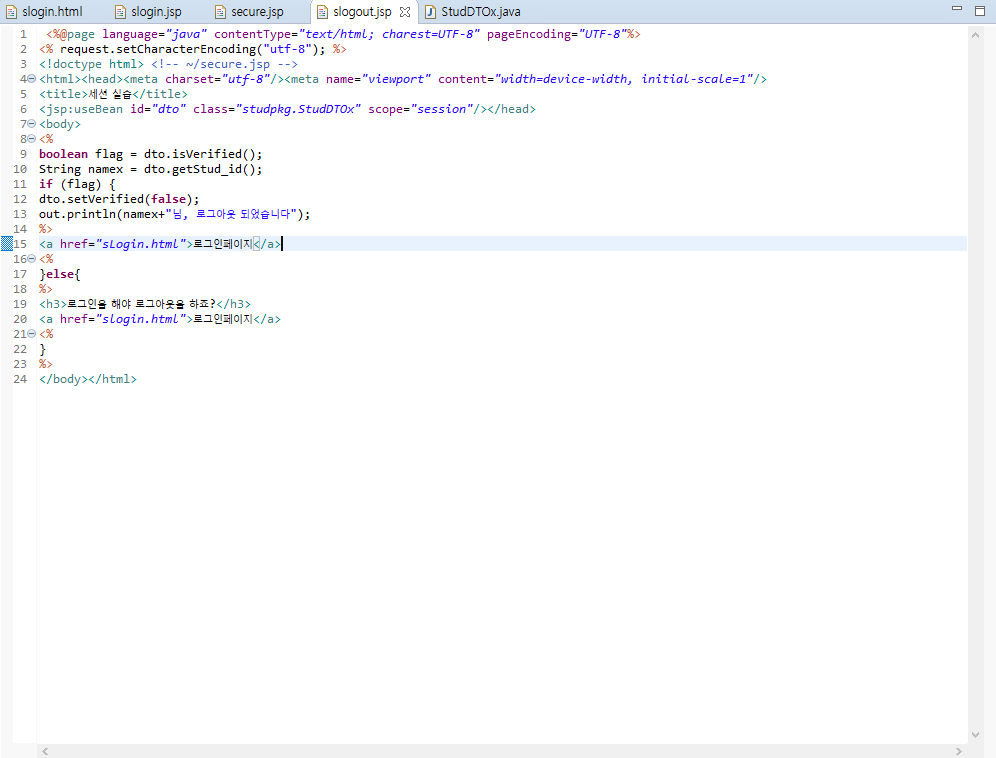 slogin.html slogin.jsp secure.jsp slogout.jsp StudDTOx.java
1 <%@page language="java" contentType="text/html; charest=UTF-8" pageEncoding="UTF-8"%>
2 <% request.setCharacterEncoding("utf-8"); %>
3 <!doctype html> <!-- ~/secure.jsp -->
4 <html><head><meta charset="utf-8"/><meta name="viewport" content="width=device-width, initial-scale=1"/>
5 <title>세션 실습</title>
6 <jsp:useBean id="dto" class="studpkg.StudDTOx" scope="session"/></head>
7 <body>
8 <%
9 boolean flag = dto.isVerified();
10 String namex = dto.getStud_id();
11 if (flag) {
12 dto.setVerified(false);
13 out.println(namex+"님, 로그아웃 되었습니다");
14 %>
15 <a href="sLogin.html">로그인페이지</a>
16 <%
17 }else{
18 %>
19 <h3>로그인을 해야 로그아웃을 하죠?</h3>
20 <a href="slogin.html">로그인페이지</a>
21 <%
22 }
23 %>
24 </body></html>